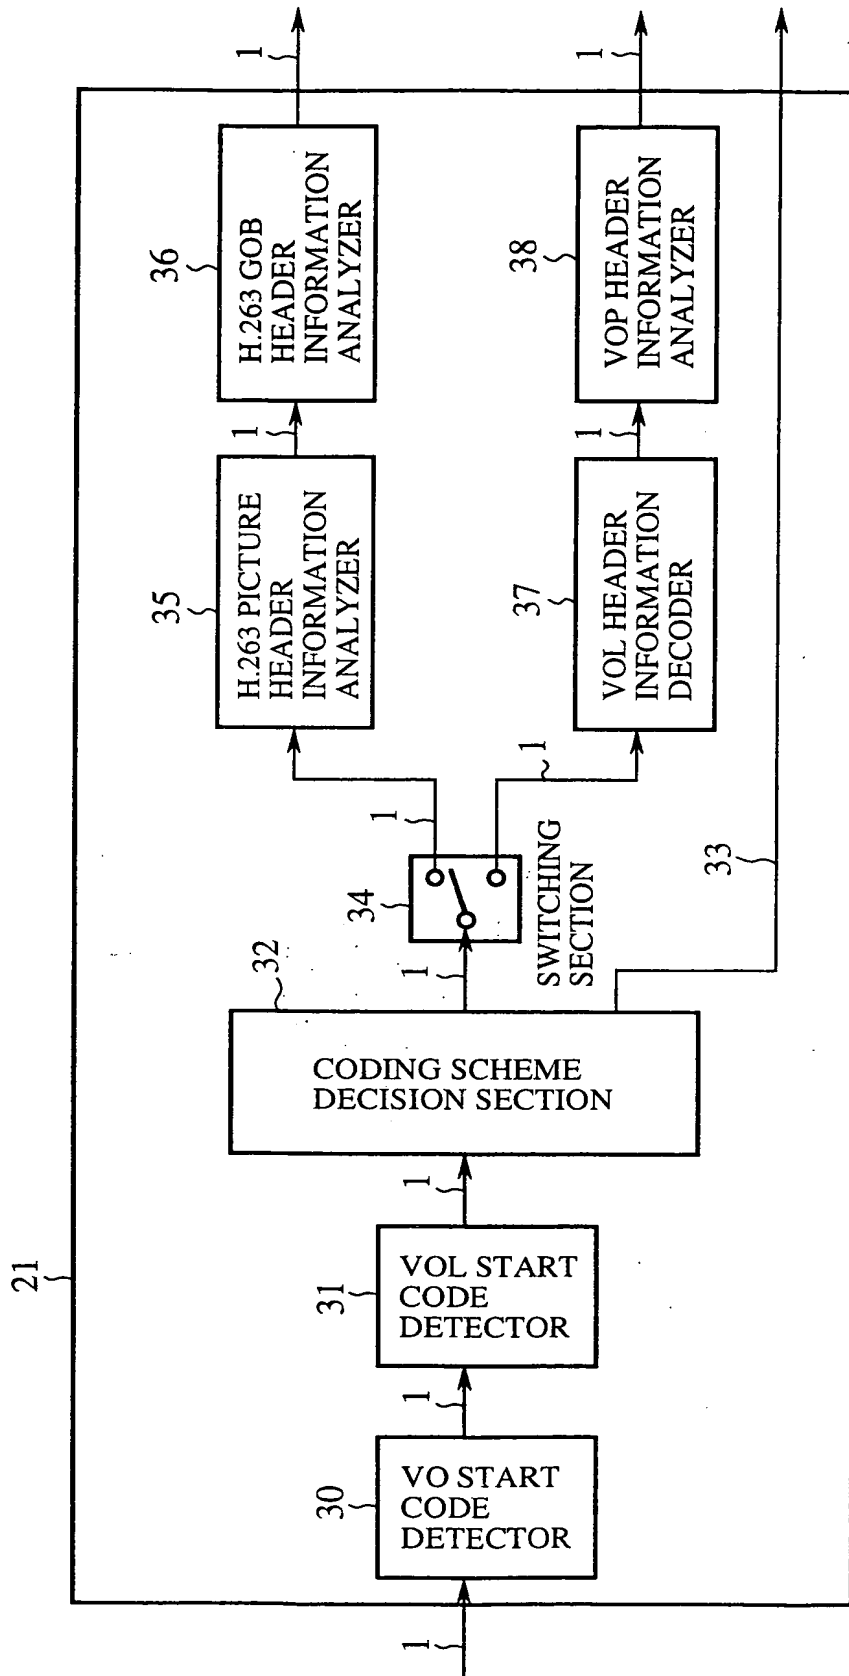 21
1
30
VO START
CODE
DETECTOR
1
31
VOL START
CODE
DETECTOR
1
32
CODING SCHEME
DECISION SECTION
1
33
34
SWITCHING
SECTION
1
35
H.263 PICTURE
HEADER
INFORMATION
ANALYZER
1
36
H.263 GOB
HEADER
INFORMATION
ANALYZER
1
1
37
VOL HEADER
INFORMATION
DECODER
1
38
VOP HEADER
INFORMATION
ANALYZER
1